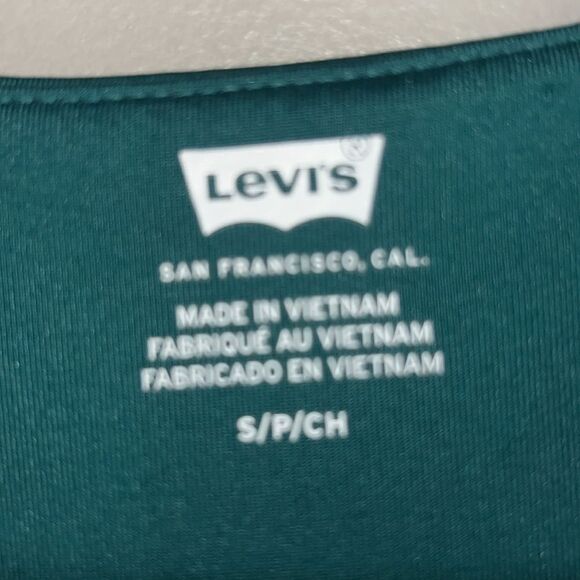 Levi's®
SAN FRANCISCO, CAL.
MADE IN VIETNAM
FABRIQUÉ AU VIETNAM
FABRICADO EN VIETNAM
S/P/CH